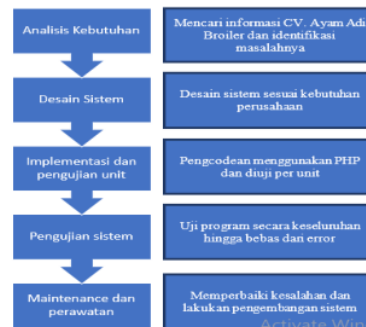 Analisis Kebutuhan
Mencari informasi CV. Ayam Adi
Broiler dan identifikasi
masalahnya
Desain Sistem
Desain sistem sesuai kebutuhan
perusahaan
Implementasi dan
pengujian unit
Pengcodean menggunakan PHP
dan diuji per unit
Pengujian sistem
Uji program secara keseluruhan
hingga bebas dari error
Maintenance dan
perawatan
Memperbaiki kesalahan dan
lakukan pengembangan sistem
Activate Win